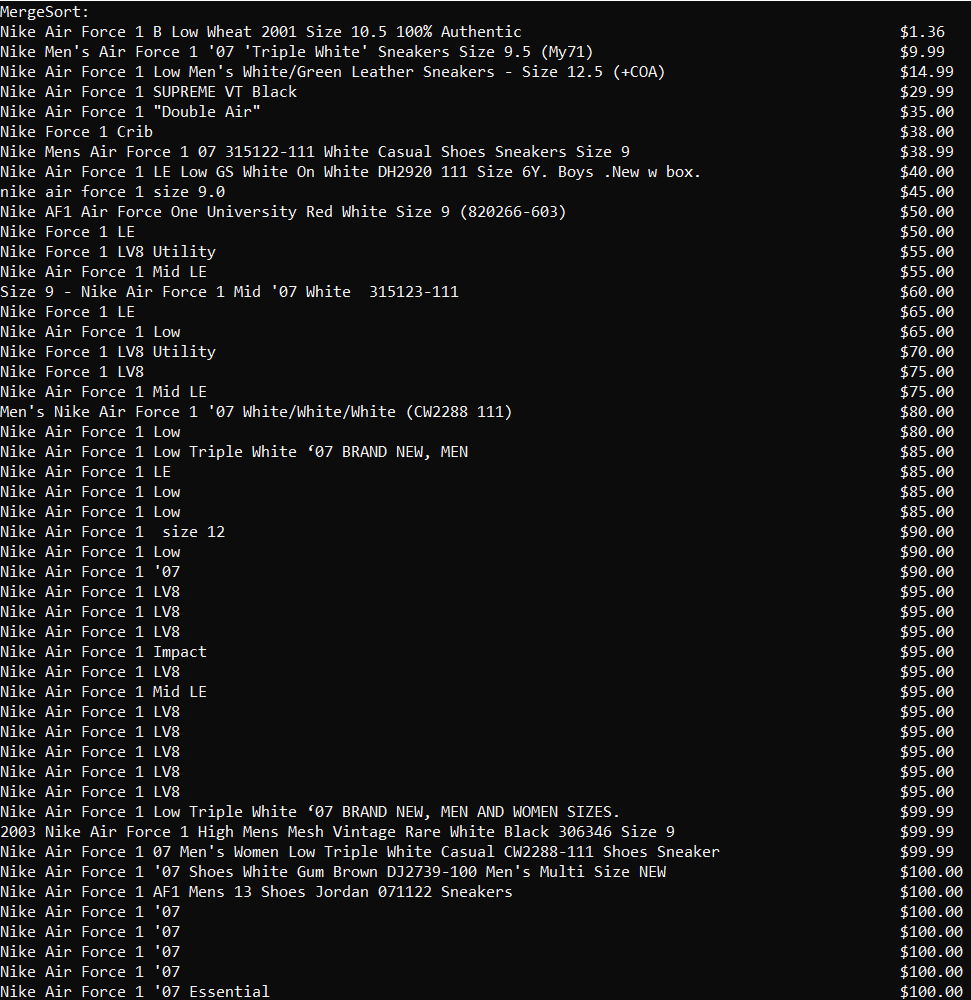 MergeSort:
Nike Air Force 1 B Low Wheat 2001 Size 10.5 100% Authentic $1.36
Nike Men's Air Force 1 '07 'Triple White' Sneakers Size 9.5 (My71) $9.99
Nike Air Force 1 Low Men's White/Green Leather Sneakers - Size 12.5 (+COA) $14.99
Nike Air Force 1 SUPREME VT Black $29.99
Nike Air Force 1 "Double Air" $35.00
Nike Force 1 Crib $38.00
Nike Mens Air Force 1 07 315122-111 White Casual Shoes Sneakers Size 9 $38.99
Nike Air Force 1 LE Low GS White On White DH2920 111 Size 6Y. Boys .New w box. $40.00
nike air force 1 size 9.0 $45.00
Nike AF1 Air Force One University Red White Size 9 (820266-603) $50.00
Nike Force 1 LE $50.00
Nike Force 1 LV8 Utility $55.00
Nike Air Force 1 Mid LE $55.00
Size 9 - Nike Air Force 1 Mid '07 White  315123-111 $60.00
Nike Force 1 LE $65.00
Nike Air Force 1 Low $65.00
Nike Force 1 LV8 Utility $70.00
Nike Force 1 LV8 $75.00
Nike Air Force 1 Mid LE $75.00
Men's Nike Air Force 1 '07 White/White/White (CW2288 111) $80.00
Nike Air Force 1 Low $80.00
Nike Air Force 1 Low Triple White ‘07 BRAND NEW, MEN $85.00
Nike Air Force 1 LE $85.00
Nike Air Force 1 Low $85.00
Nike Air Force 1 Low $85.00
Nike Air Force 1  size 12 $90.00
Nike Air Force 1 Low $90.00
Nike Air Force 1 '07 $90.00
Nike Air Force 1 LV8 $95.00
Nike Air Force 1 LV8 $95.00
Nike Air Force 1 LV8 $95.00
Nike Air Force 1 Impact $95.00
Nike Air Force 1 LV8 $95.00
Nike Air Force 1 Mid LE $95.00
Nike Air Force 1 LV8 $95.00
Nike Air Force 1 LV8 $95.00
Nike Air Force 1 LV8 $95.00
Nike Air Force 1 LV8 $95.00
Nike Air Force 1 LV8 $95.00
Nike Air Force 1 Low Triple White ‘07 BRAND NEW, MEN AND WOMEN SIZES. $99.99
2003 Nike Air Force 1 High Mens Mesh Vintage Rare White Black 306346 Size 9 $99.99
Nike Air Force 1 07 Men's Women Low Triple White Casual CW2288-111 Shoes Sneaker $99.99
Nike Air Force 1 '07 Shoes White Gum Brown DJ2739-100 Men's Multi Size NEW $100.00
Nike Air Force 1 AF1 Mens 13 Shoes Jordan 071122 Sneakers $100.00
Nike Air Force 1 '07 $100.00
Nike Air Force 1 '07 $100.00
Nike Air Force 1 '07 $100.00
Nike Air Force 1 '07 $100.00
Nike Air Force 1 '07 Essential $100.00